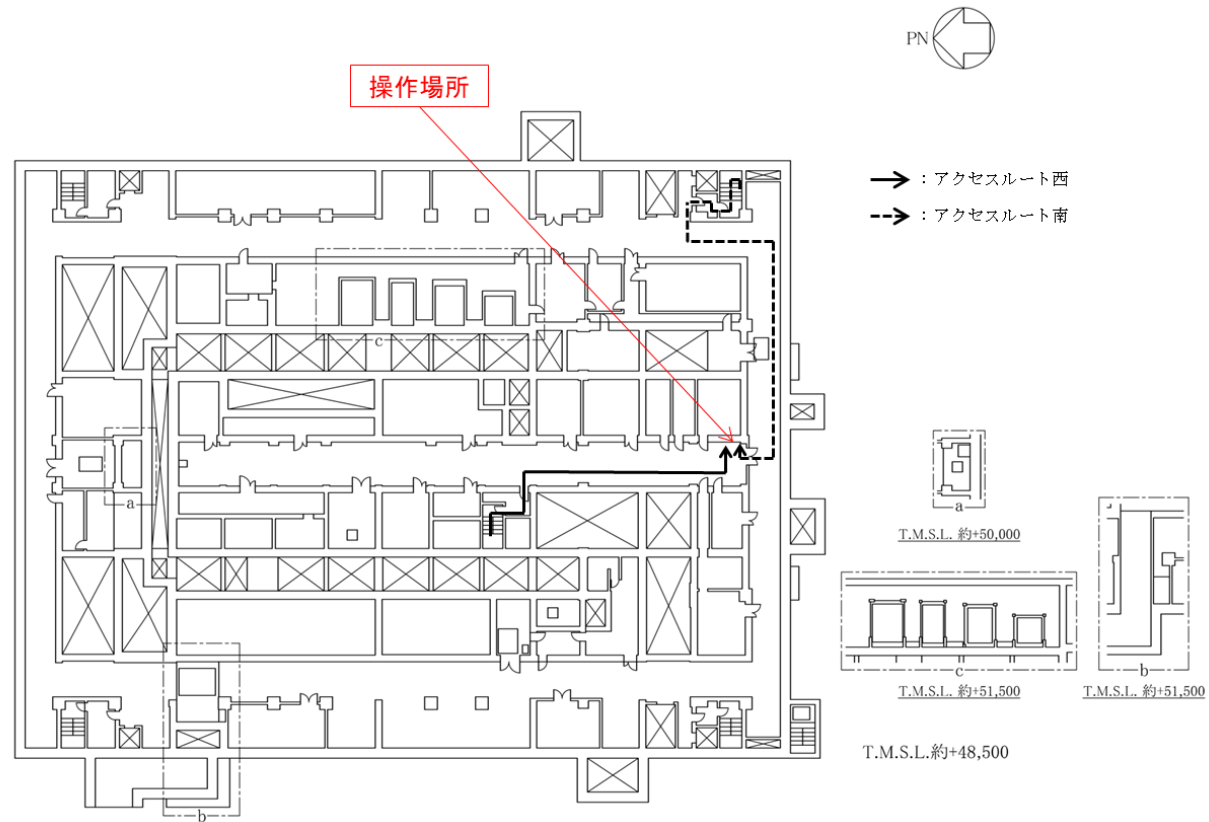 PN
操作場所
：アクセスルート西
：アクセスルート南
c
a
a
T.M.S.L. 約+50,000
c
T.M.S.L. 約+51,500
b
T.M.S.L. 約+51,500
T.M.S.L.約+48,500
b